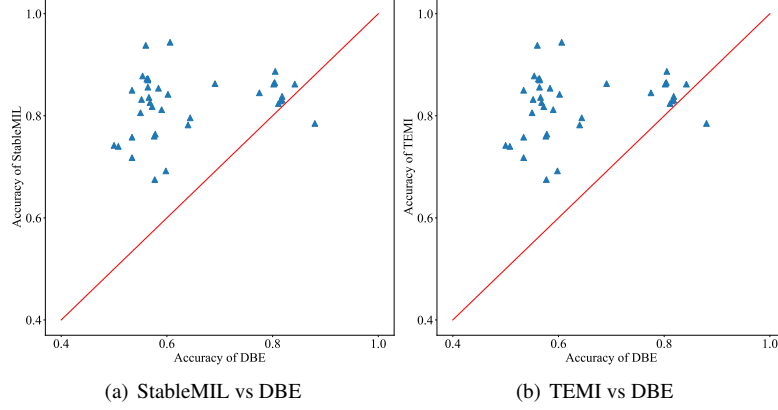 1.0
0.8
0.6
0.4
Accuracy of StableMIL
0.4 0.6 0.8 1.0
Accuracy of DBE
(a) StableMIL vs DBE
1.0
0.8
0.6
0.4
Accuracy of TEMI
0.4 0.6 0.8 1.0
Accuracy of DBE
(b) TEMI vs DBE